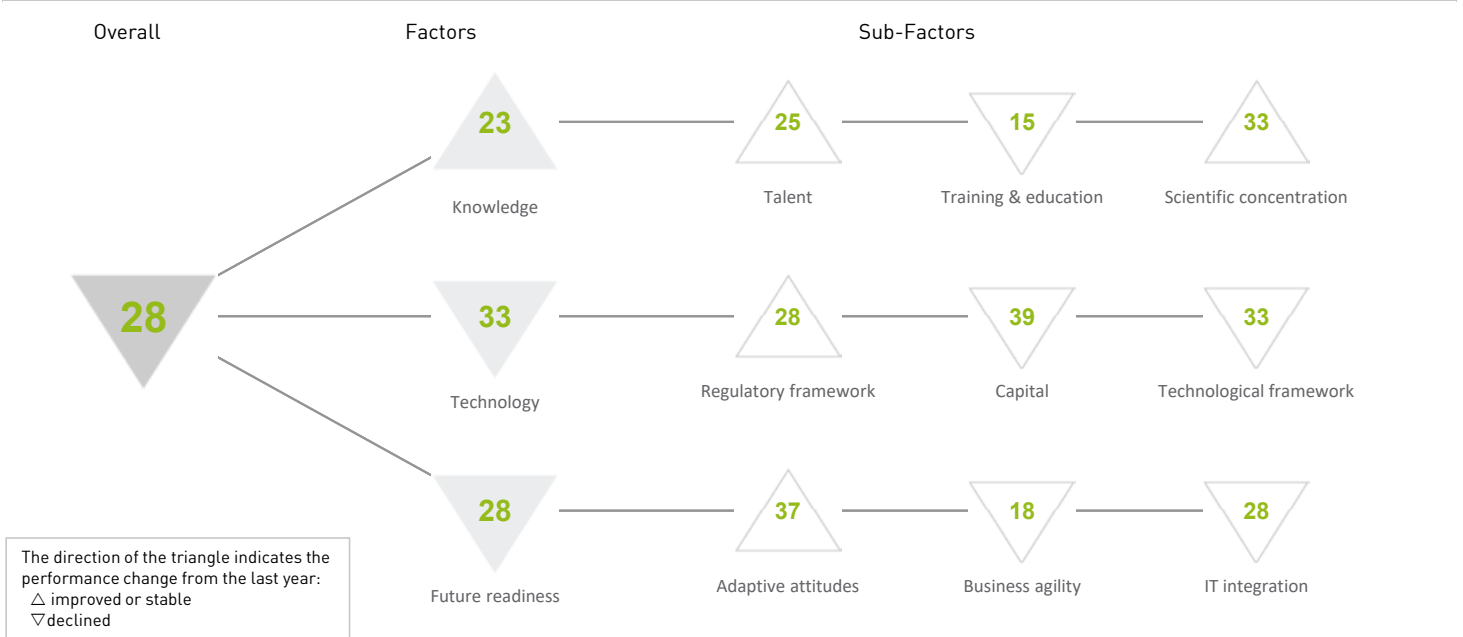 Overall
Factors
Sub-Factors
23
25
15
33
Knowledge
Talent
Training & education
Scientific concentration
28
33
28
39
33
Technology
Regulatory framework
Capital
Technological framework
28
37
18
28
Future readiness
Adaptive attitudes
Business agility
IT integration
The direction of the triangle indicates the
performance change from the last year:
△ improved or stable
▽declined